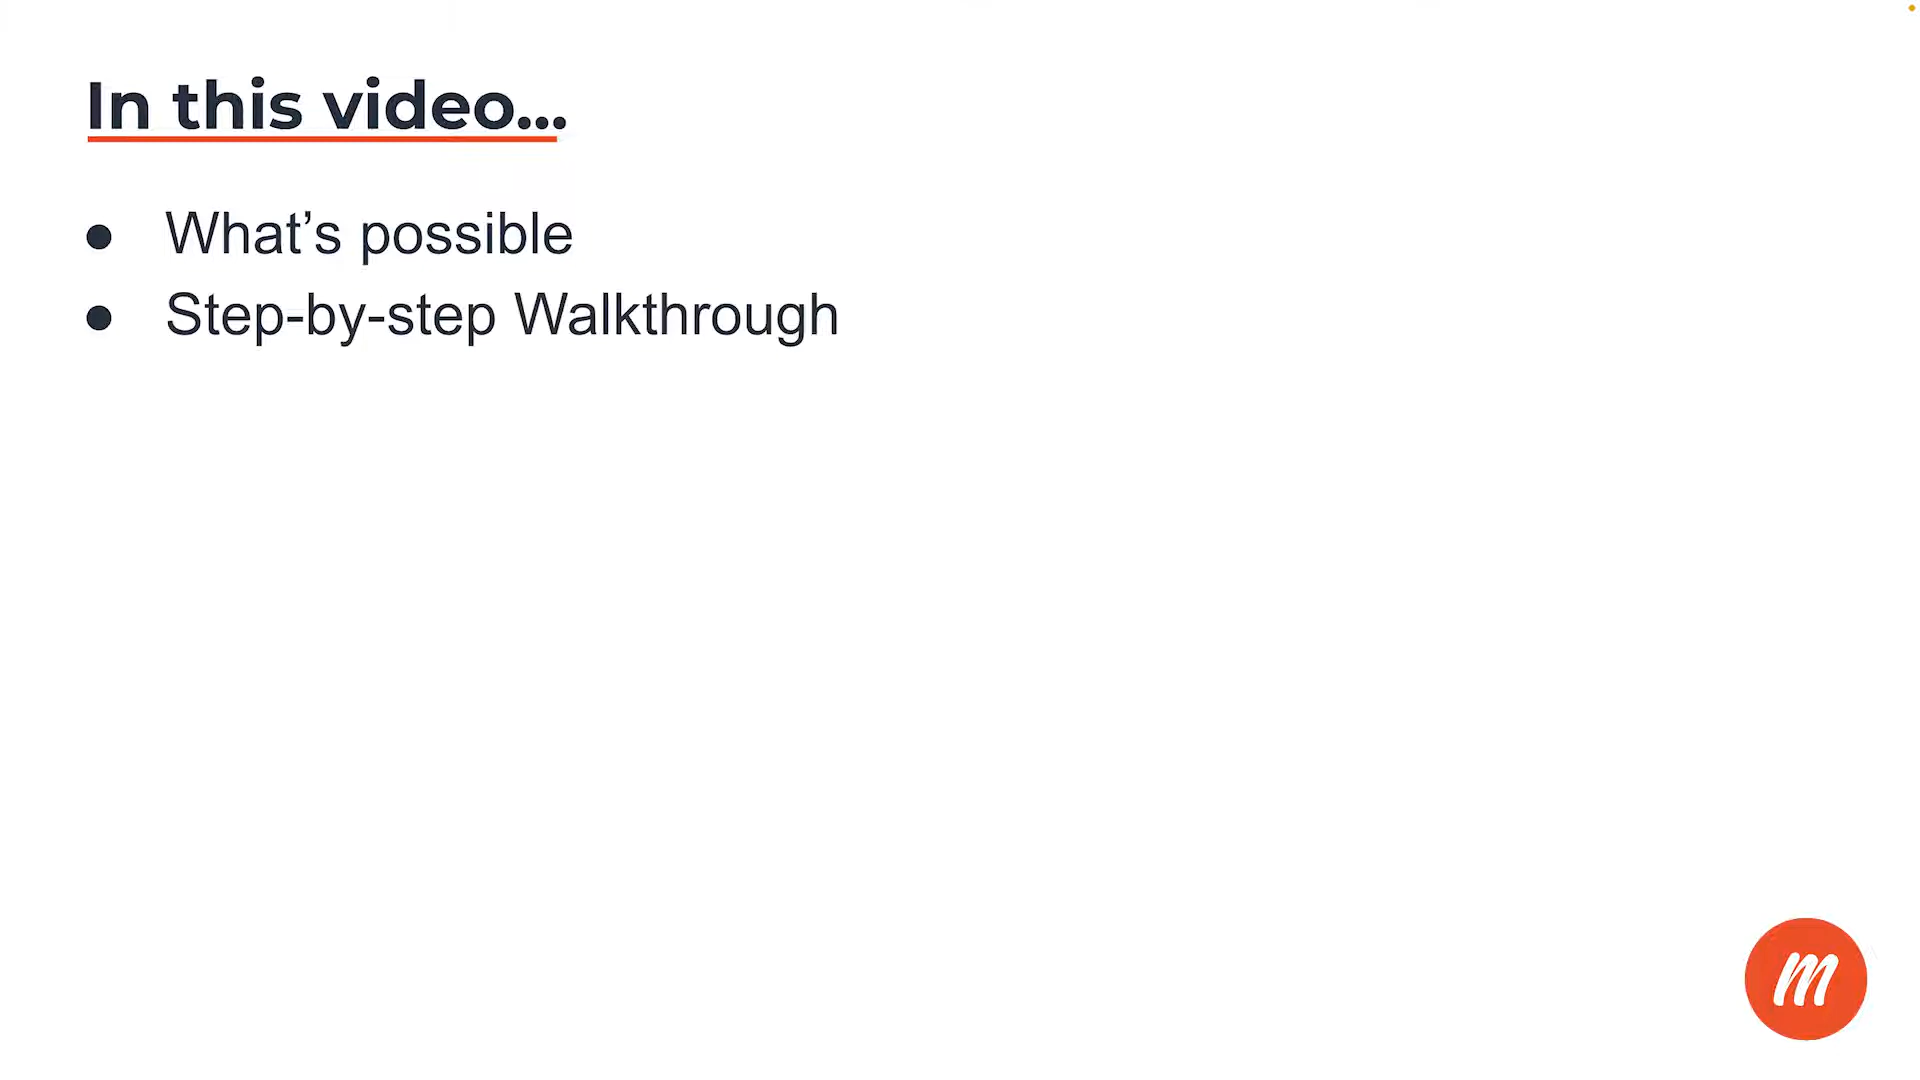 In this video...
● What’s possible
● Step-by-step Walkthrough
m